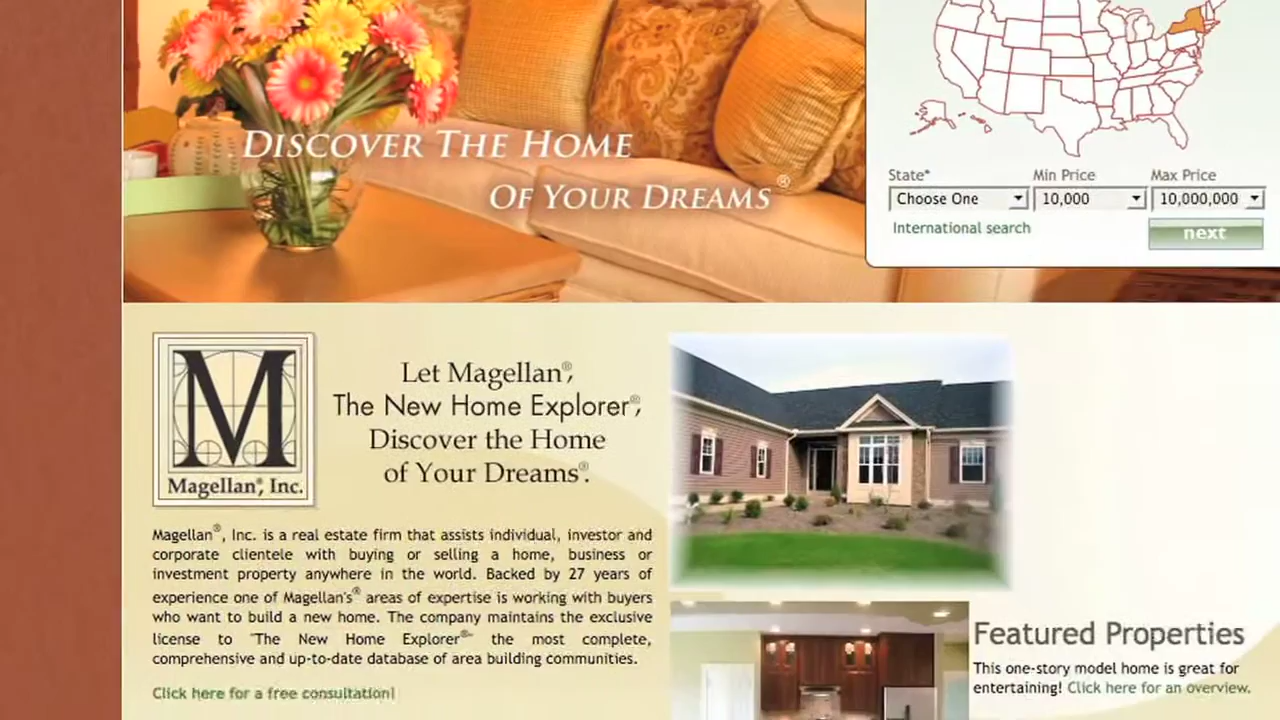 DISCOVER THE HOME
OF YOUR DREAMS®
State* Min Price Max Price
Choose One 10,000 10,000,000
International search
next
M
Magellan®, Inc.
Let Magellan®,
The New Home Explorer®,
Discover the Home
of Your Dreams®.
Magellan®, Inc. is a real estate firm that assists individual, investor and
corporate clientele with buying or selling a home, business or
investment property anywhere in the world. Backed by 27 years of
experience one of Magellan's® areas of expertise is working with buyers
who want to build a new home. The company maintains the exclusive
license to "The New Home Explorer®" the most complete,
comprehensive and up-to-date database of area building communities.
Click here for a free consultation!
Featured Properties
This one-story model home is great for
entertaining! Click here for an overview.